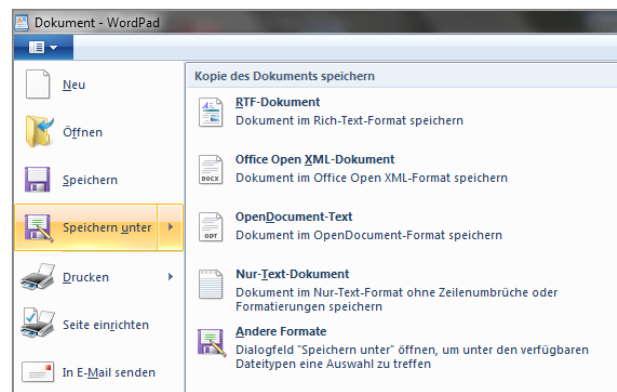 Dokument - WordPad
Neu
Öffnen
Speichern
Speichern unter
Drucken
Seite einrichten
In E-Mail senden
Kopie des Dokuments speichern
RTF-Dokument
Dokument im Rich-Text-Format speichern
Office Open XML-Dokument
DOCX
Dokument im Office Open XML-Format speichern
OpenDocument-Text
ODT
Dokument im OpenDocument-Format speichern
Nur-Text-Dokument
Dokument im Nur-Text-Format ohne Zeilenumbrüche oder
Formatierungen speichern
Andere Formate
Dialogfeld "Speichern unter" öffnen, um unter den verfügbaren
Dateitypen eine Auswahl zu treffen